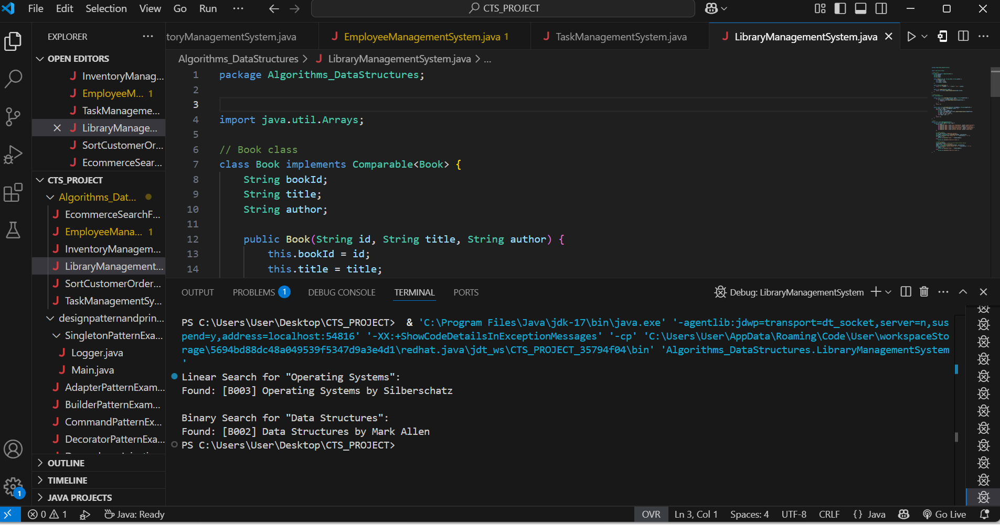 File Edit Selection View Go Run ··· CTS_PROJECT
EXPLORER ···
toryManagementSystem.java EmployeeManagementSystem.java 1 TaskManagementSystem.java LibraryManagementSystem.java
OPEN EDITORS
InventoryManag...
EmployeeM... 1
TaskManageme...
LibraryManage...
SortCustomerOr...
EcommerceSear...
CTS_PROJECT
Algorithms_Dat...
EcommerceSearchF...
EmployeeMana... 1
InventoryManagem...
LibraryManagement...
SortCustomerOrder...
TaskManagementSy...
designpatternandprin...
SingletonPatternExa...
Logger.java
Main.java
AdapterPatternExam...
BuilderPatternExam...
CommandPatternEx...
DecoratorPatternExa...
OUTLINE
TIMELINE
JAVA PROJECTS
Algorithms_DataStructures > LibraryManagementSystem.java > ...
1 package Algorithms_DataStructures;
2
3
4 import java.util.Arrays;
5
6 // Book class
7 class Book implements Comparable<Book> {
8 String bookId;
9 String title;
10 String author;
11
12 public Book(String id, String title, String author) {
13 this.bookId = id;
14 this.title = title;
OUTPUT PROBLEMS 1 DEBUG CONSOLE TERMINAL PORTS Debug: LibraryManagementSystem
PS C:\Users\User\Desktop\CTS_PROJECT> & 'C:\Program Files\Java\jdk-17\bin\java.exe' '-agentlib:jdwp=transport=dt_socket,server=n,sus
pend=y,address=localhost:54816' '-XX:+ShowCodeDetailsInExceptionMessages' '-cp' 'C:\Users\User\AppData\Roaming\Code\User\workspaceSto
rage\5694bd88dc48a049539f5347d9a3e4d1\redhat.java\jdt_ws\CTS_PROJECT_35794f04\bin' 'Algorithms_DataStructures.LibraryManagementSystem
'
Linear Search for "Operating Systems":
Found: [B003] Operating Systems by Silberschatz
Binary Search for "Data Structures":
Found: [B002] Data Structures by Mark Allen
PS C:\Users\User\Desktop\CTS_PROJECT>
1
0 1 Java: Ready OVR Ln 3, Col 1 Spaces: 4 UTF-8 CRLF {} Java Go Live